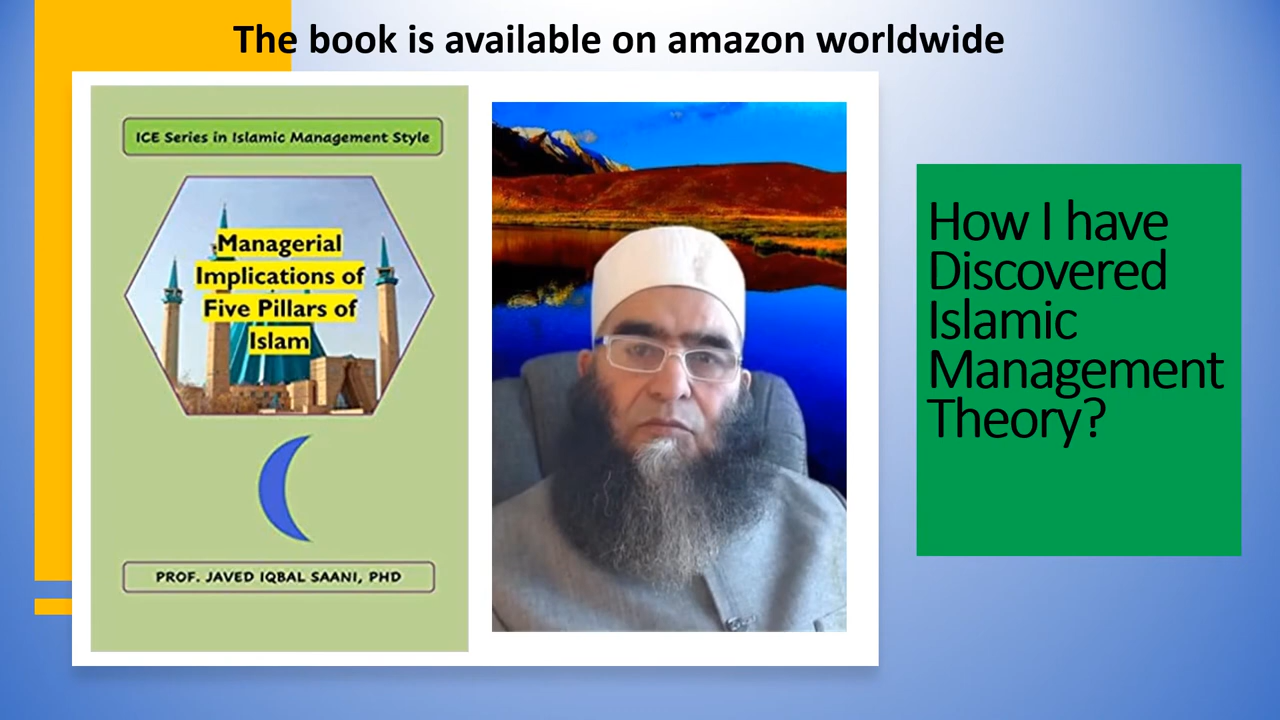 The book is available on amazon worldwide
ICE Series in Islamic Management Style
Managerial
Implications of
Five Pillars of
Islam
PROF. JAVED IQBAL SAANI, PHD
How I have
Discovered
Islamic
Management
Theory?